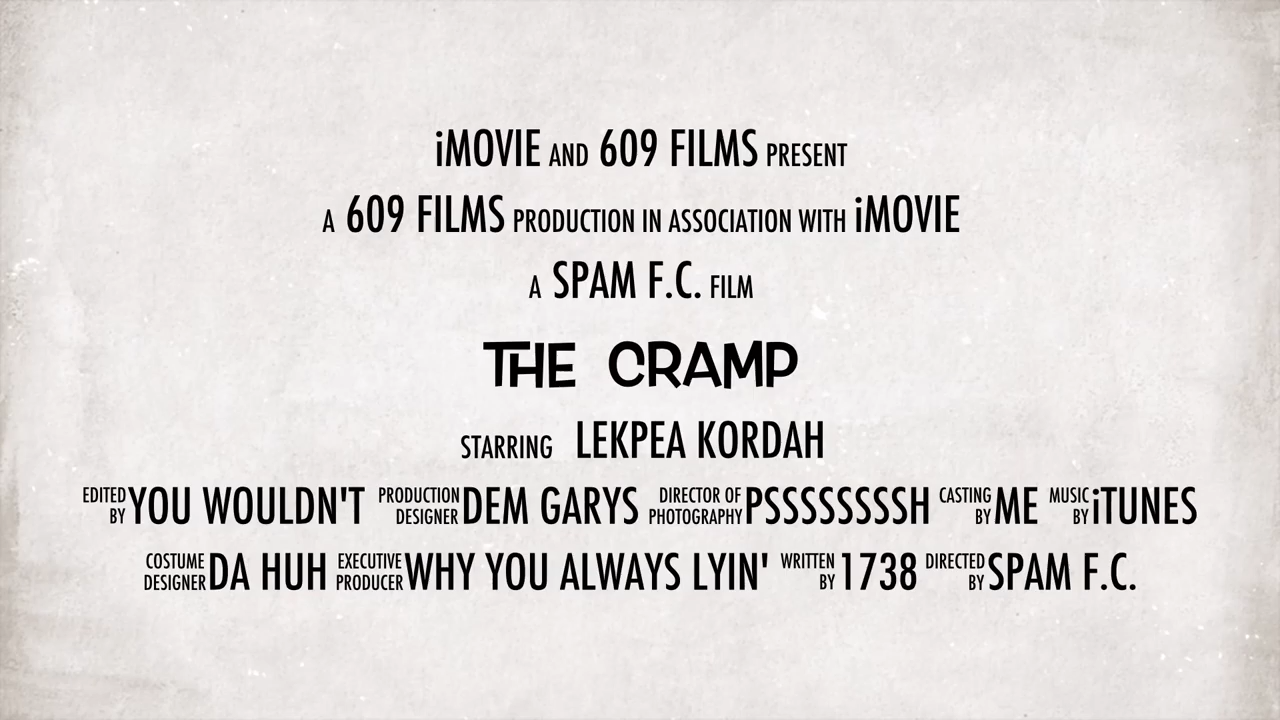 iMOVIE AND 609 FILMS PRESENT
A 609 FILMS PRODUCTION IN ASSOCIATION WITH iMOVIE
A SPAM F.C. FILM
THE CRAMP
STARRING LEKPEA KORDAH
EDITED BY YOU WOULDN'T PRODUCTION DESIGNER DEM GARYS DIRECTOR OF PHOTOGRAPHY PSSSSSSSSH CASTING BY ME MUSIC BY iTUNES
COSTUME DESIGNER DA HUH EXECUTIVE PRODUCER WHY YOU ALWAYS LYIN' WRITTEN BY 1738 DIRECTED BY SPAM F.C.